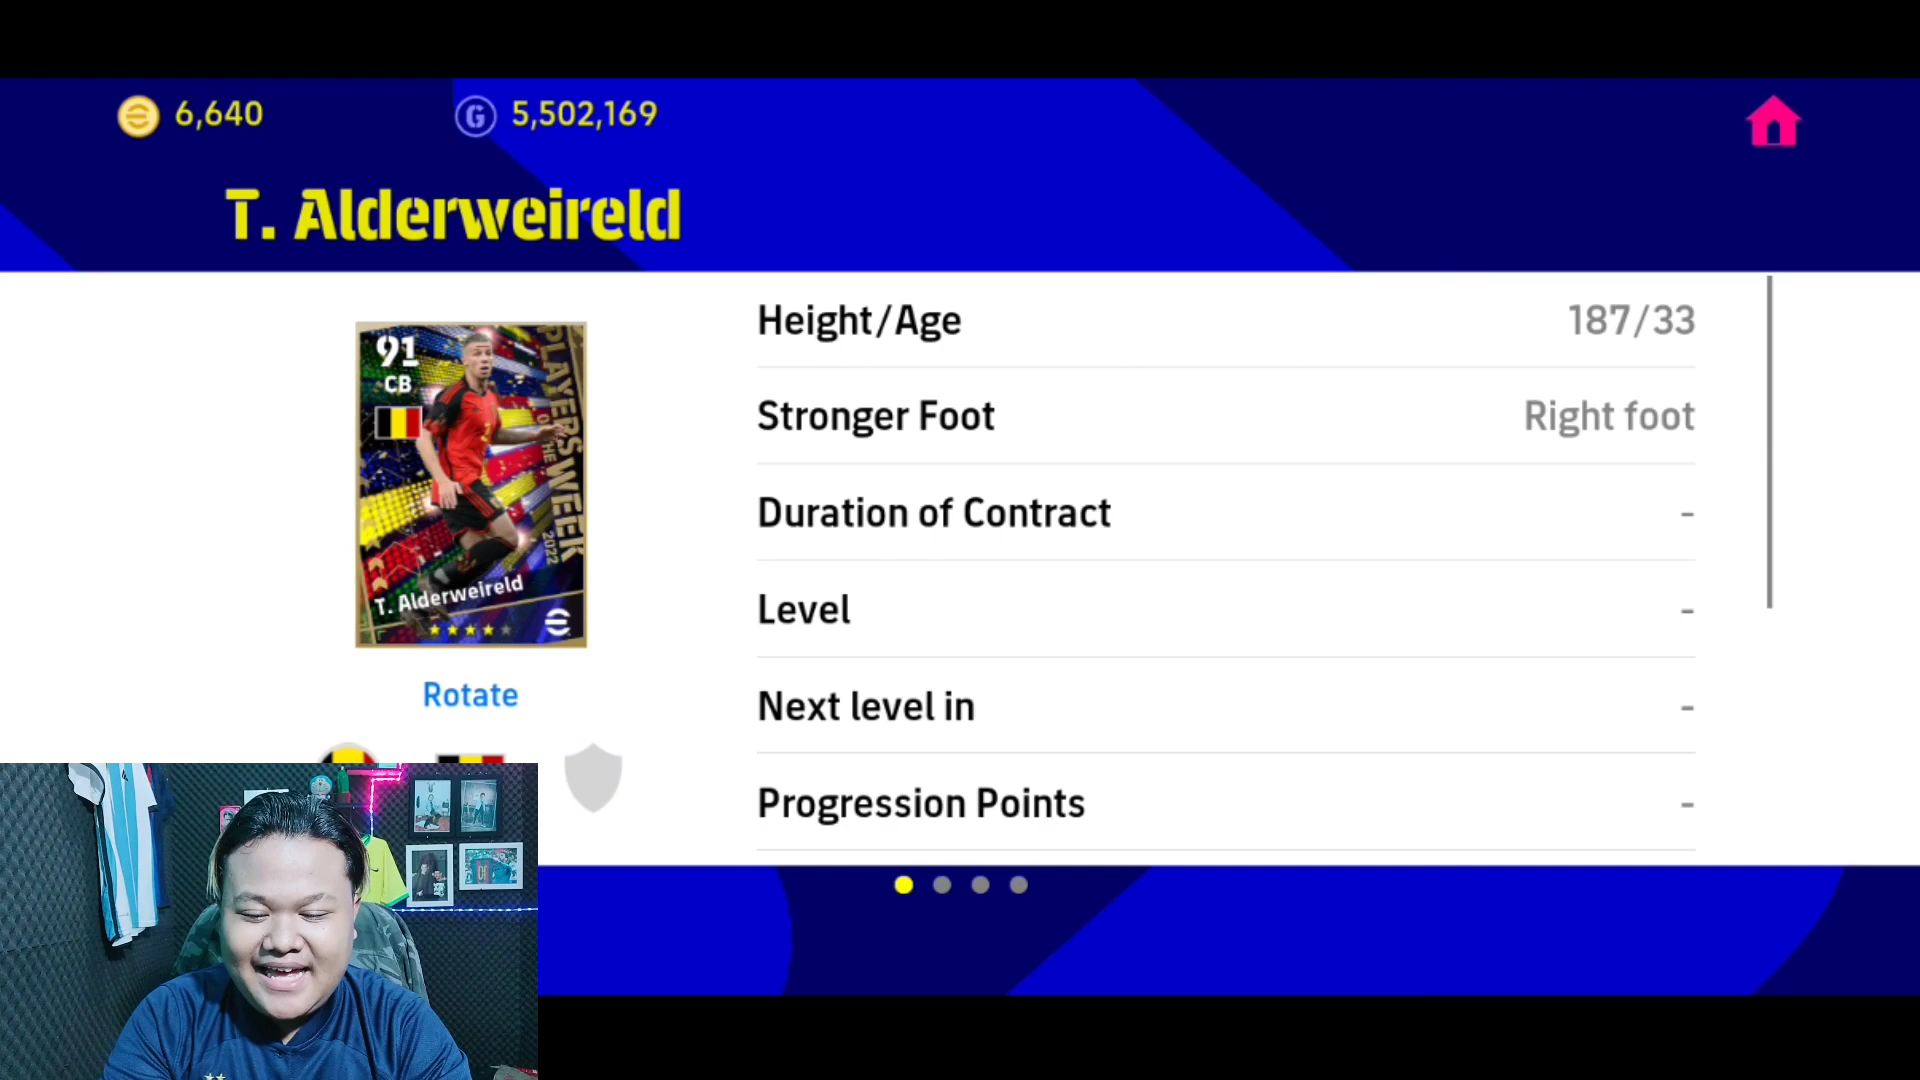 6,640
5,502,169
T. Alderweireld
91
CB
PLAYERS OF THE WEEK 2022
T. Alderweireld
Rotate
Height/Age 187/33
Stronger Foot Right foot
Duration of Contract -
Level -
Next level in -
Progression Points -